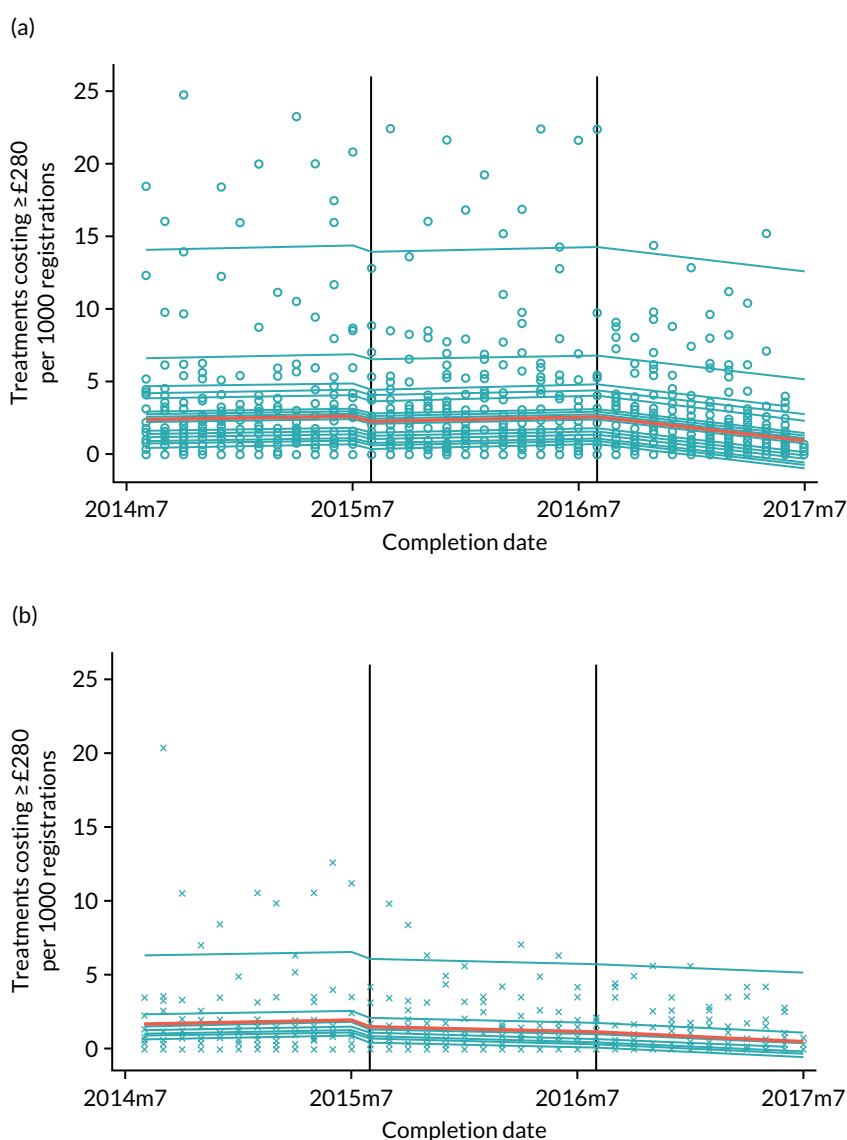 (a)
Treatments costing ≥£280
per 1000 registrations
25
20
15
10
5
0
2014m7 2015m7 2016m7 2017m7
Completion date
(b)
Treatments costing ≥£280
per 1000 registrations
25
20
15
10
5
0
2014m7 2015m7 2016m7 2017m7
Completion date